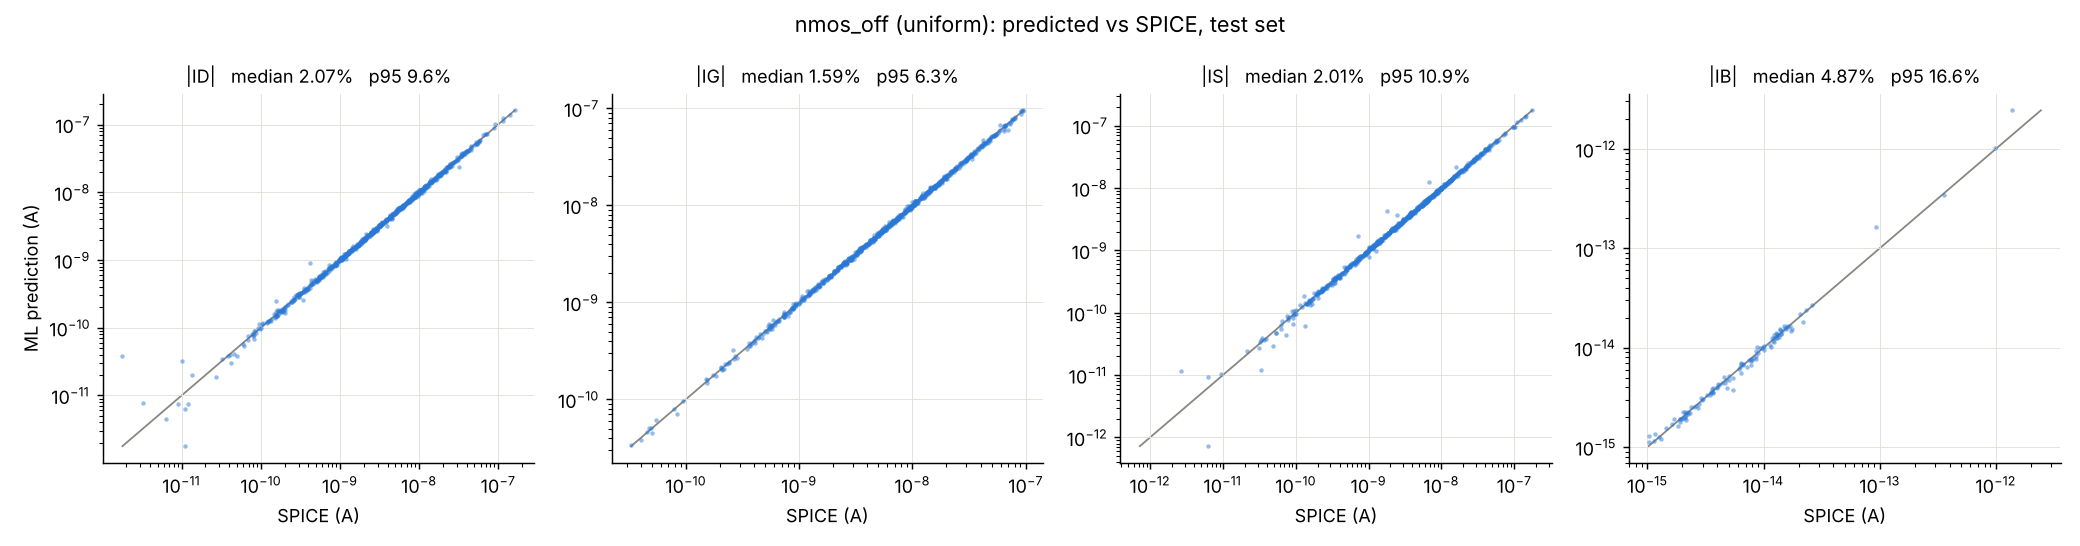 nmos_off (uniform): predicted vs SPICE, test set
|ID| median 2.07% p95 9.6%
ML prediction (A)
10⁻⁷
10⁻⁸
10⁻⁹
10⁻¹⁰
10⁻¹¹
10⁻¹¹ 10⁻¹⁰ 10⁻⁹ 10⁻⁸ 10⁻⁷
SPICE (A)
|IG| median 1.59% p95 6.3%
10⁻⁷
10⁻⁸
10⁻⁹
10⁻¹⁰
10⁻¹⁰ 10⁻⁹ 10⁻⁸ 10⁻⁷
SPICE (A)
|IS| median 2.01% p95 10.9%
10⁻⁷
10⁻⁸
10⁻⁹
10⁻¹⁰
10⁻¹¹
10⁻¹²
10⁻¹² 10⁻¹¹ 10⁻¹⁰ 10⁻⁹ 10⁻⁸ 10⁻⁷
SPICE (A)
|IB| median 4.87% p95 16.6%
10⁻¹²
10⁻¹³
10⁻¹⁴
10⁻¹⁵
10⁻¹⁵ 10⁻¹⁴ 10⁻¹³ 10⁻¹²
SPICE (A)